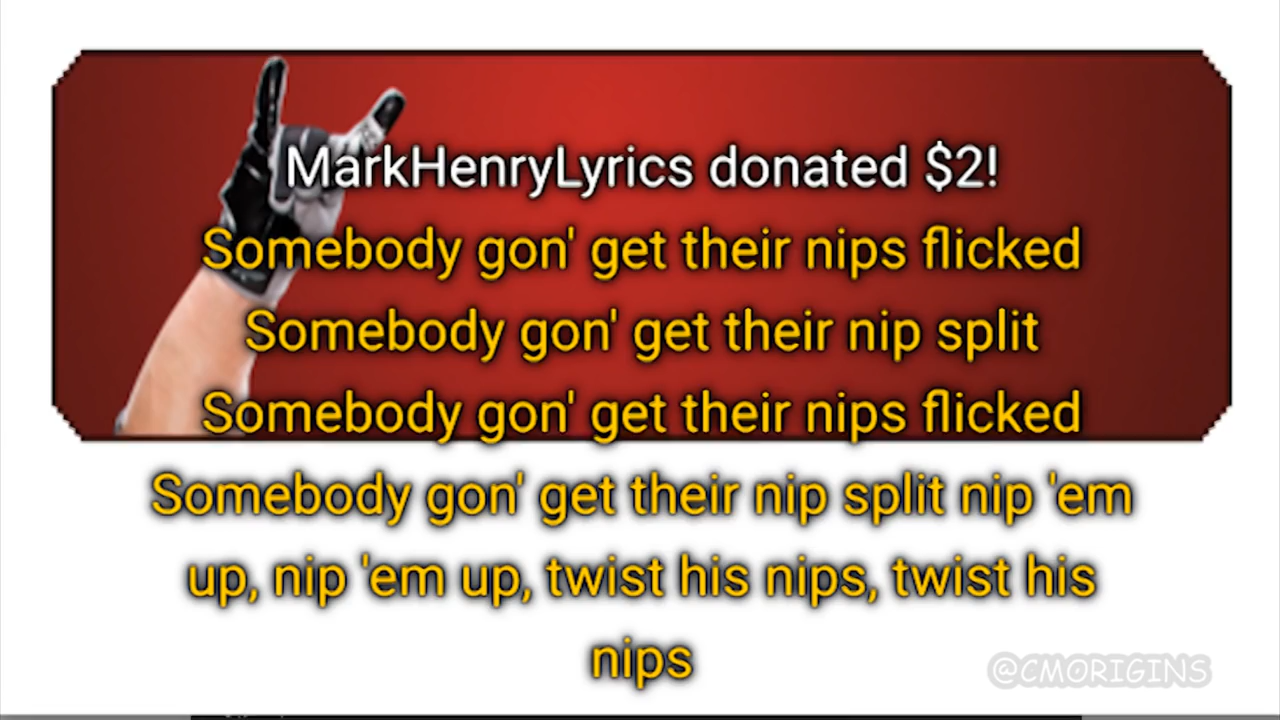 MarkHenryLyrics donated $2!
Somebody gon' get their nips flicked
Somebody gon' get their nip split
Somebody gon' get their nips flicked
Somebody gon' get their nip split nip 'em
up, nip 'em up, twist his nips, twist his
nips
@CMORIGINS